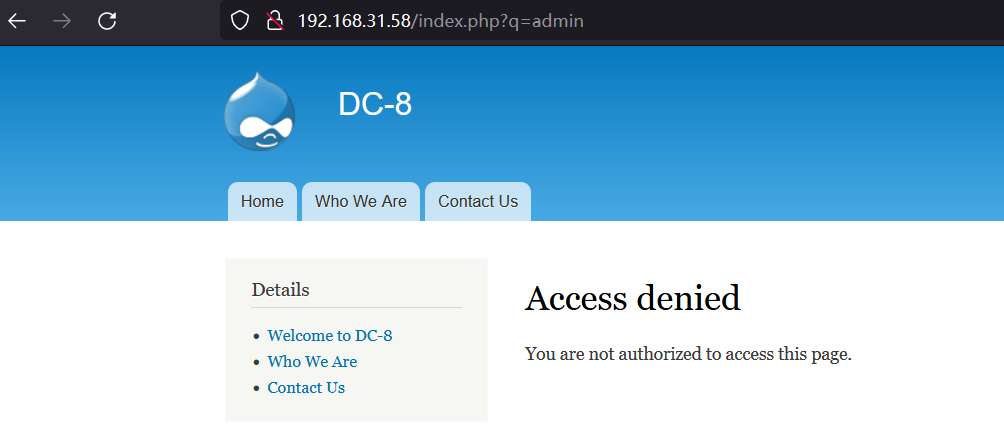 192.168.31.58/index.php?q=admin
DC-8
Home Who We Are Contact Us
Details
Welcome to DC-8
Who We Are
Contact Us
Access denied
You are not authorized to access this page.